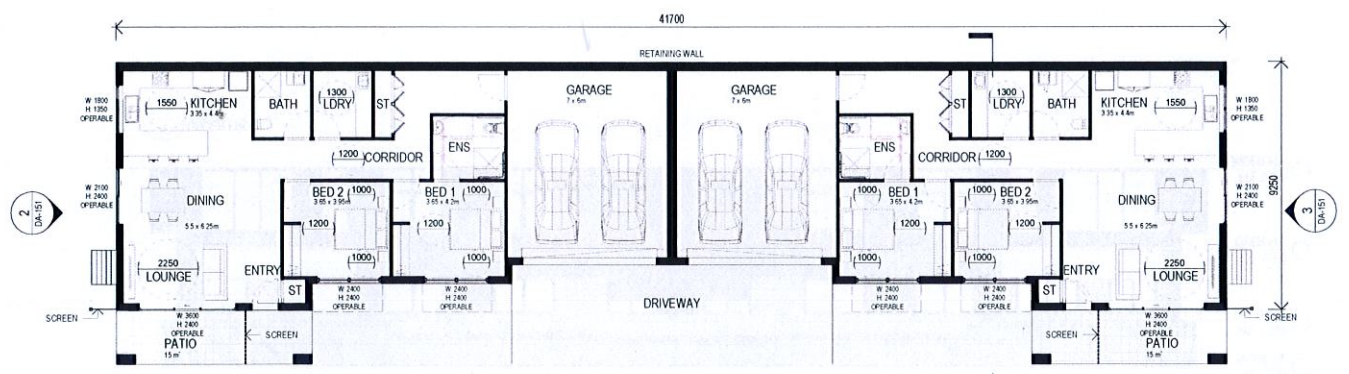 41700
RETAINING WALL
W 1800
H: 1350
OPERABLE
1550
KITCHEN
3.35 x 4.4m
BATH
1300
LDRY
ST
GARAGE
7 x 6m
GARAGE
7 x 6m
ST
1300
LDRY
BATH
KITCHEN
3.35 x 4.4m
1550
W 1800
H: 1350
OPERABLE
1200
CORRIDOR
ENS
ENS
CORRIDOR
1200
W 2100
H: 2400
OPERABLE
2
DA-151
DINING
5.5 x 6.25m
BED 2
3.65 x 3.95m
1000
1200
1000
BED 1
3.65 x 4.2m
1000
1200
1000
1000
BED 1
3.65 x 4.2m
1200
1000
1000
BED 2
3.65 x 3.95m
1200
1000
DINING
5.5 x 6.25m
W 2100
H: 2400
OPERABLE
9250
3
DA-151
2250
LOUNGE
ENTRY
ST
W 2400
H: 2400
OPERABLE
W 2400
H: 2400
OPERABLE
DRIVEWAY
W 2400
H: 2400
OPERABLE
W 2400
H: 2400
OPERABLE
ST
ENTRY
2250
LOUNGE
SCREEN
W 3600
H: 2400
OPERABLE
PATIO
15 m²
SCREEN
SCREEN
W 3600
H: 2400
OPERABLE
PATIO
15 m²
SCREEN